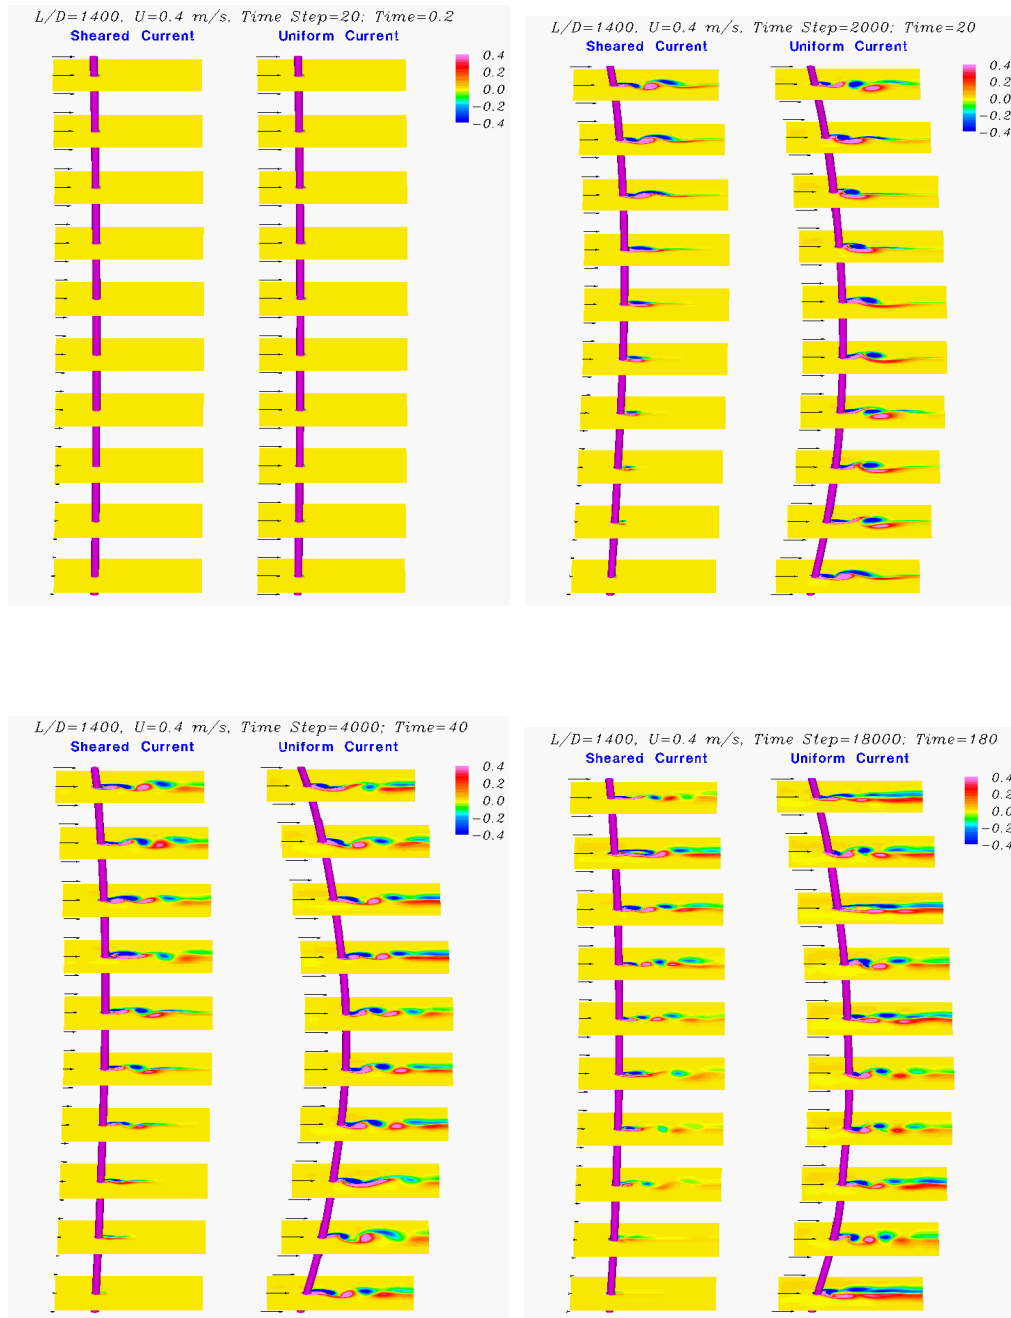 L/D=1400, U=0.4 m/s, Time Step=20; Time=0.2
Sheared Current Uniform Current
0.4
0.2
0.0
-0.2
-0.4
L/D=1400, U=0.4 m/s, Time Step=2000; Time=20
Sheared Current Uniform Current
0.4
0.2
0.0
-0.2
-0.4
L/D=1400, U=0.4 m/s, Time Step=4000; Time=40
Sheared Current Uniform Current
0.4
0.2
0.0
-0.2
-0.4
L/D=1400, U=0.4 m/s, Time Step=18000; Time=180
Sheared Current Uniform Current
0.4
0.2
0.0
-0.2
-0.4